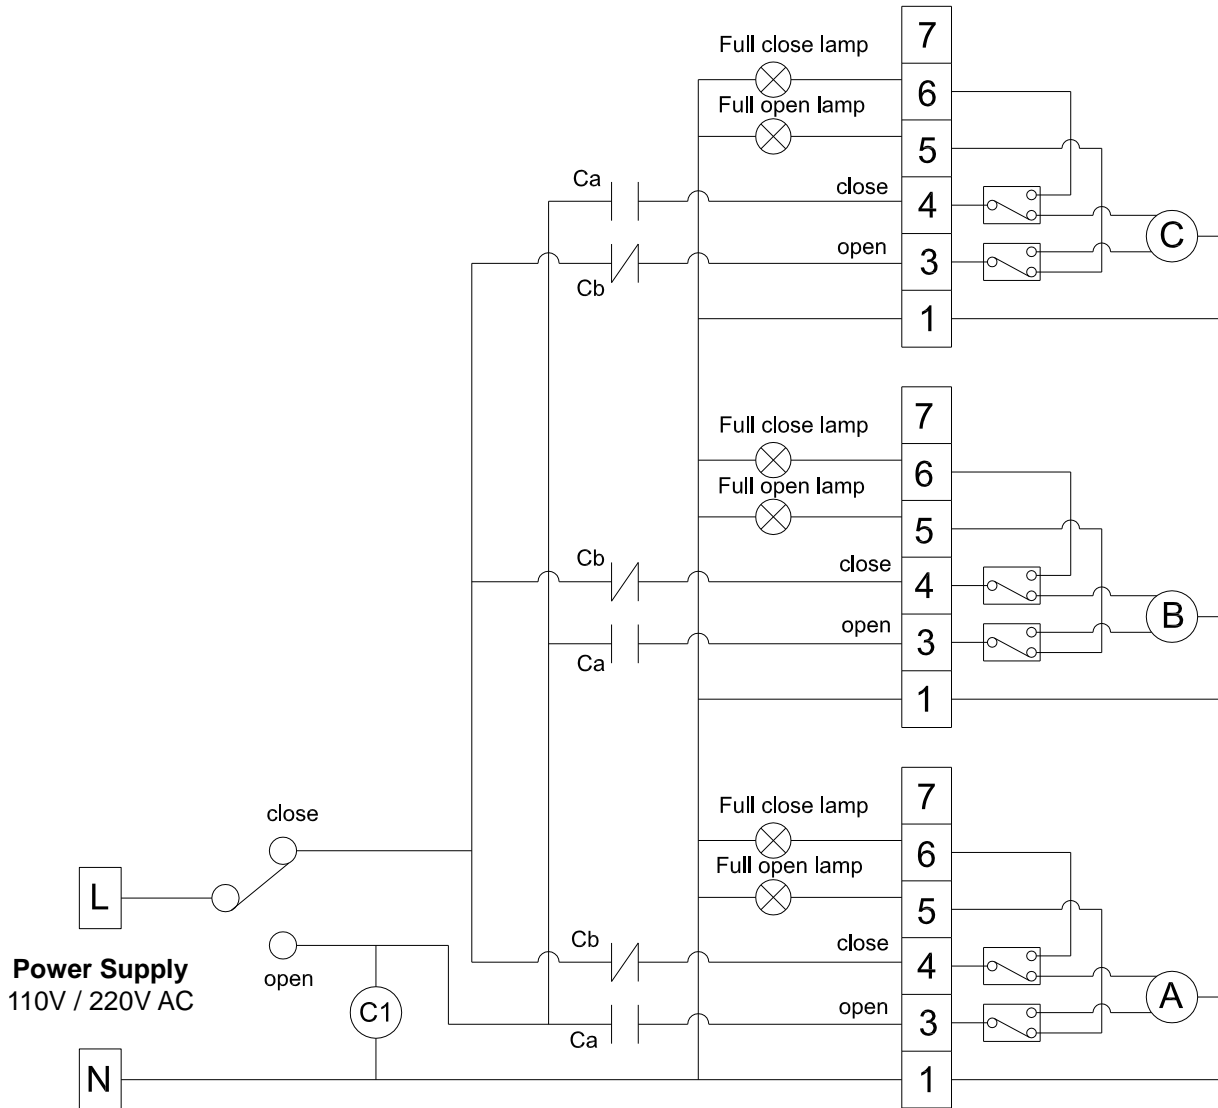 7
Full close lamp
6
Full open lamp
5
Ca
close
4
C
open
3
Cb
1
7
Full close lamp
6
Full open lamp
5
Cb
close
4
B
open
3
Ca
1
7
Full close lamp
close
6
Full open lamp
L
5
Cb
close
4
Power Supply
open
A
110V / 220V AC
C1
open
3
Ca
N
1